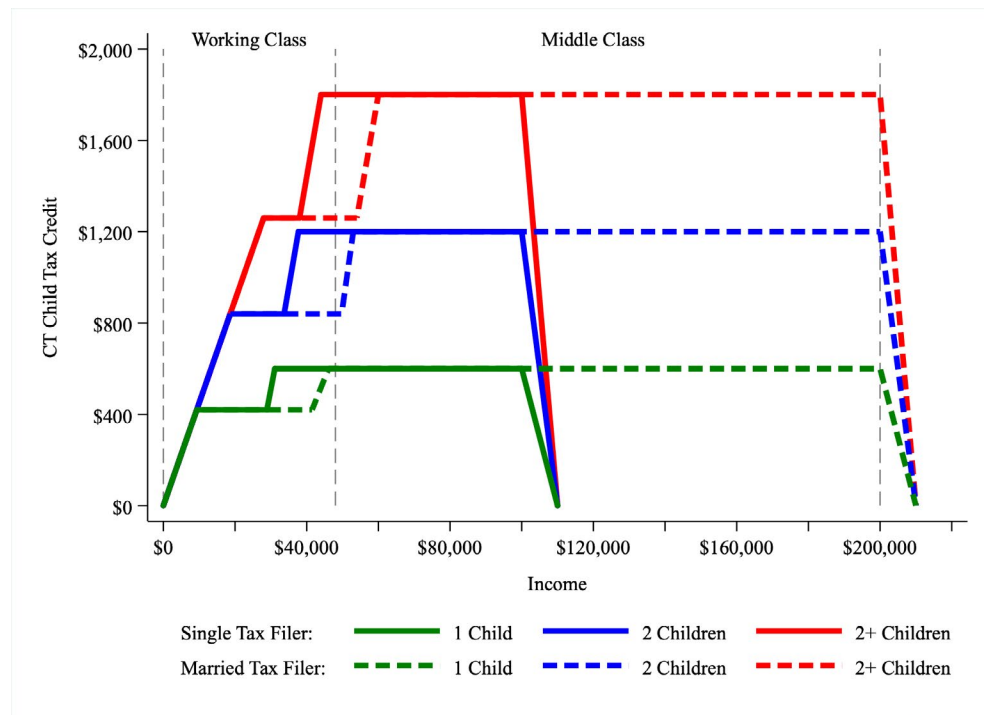 Working Class
Middle Class
$2,000
$1,600
$1,200
$800
$400
$0
CT Child Tax Credit
$0
$40,000
$80,000
$120,000
$160,000
$200,000
Income
Single Tax Filer: 1 Child 2 Children 2+ Children
Married Tax Filer: 1 Child 2 Children 2+ Children